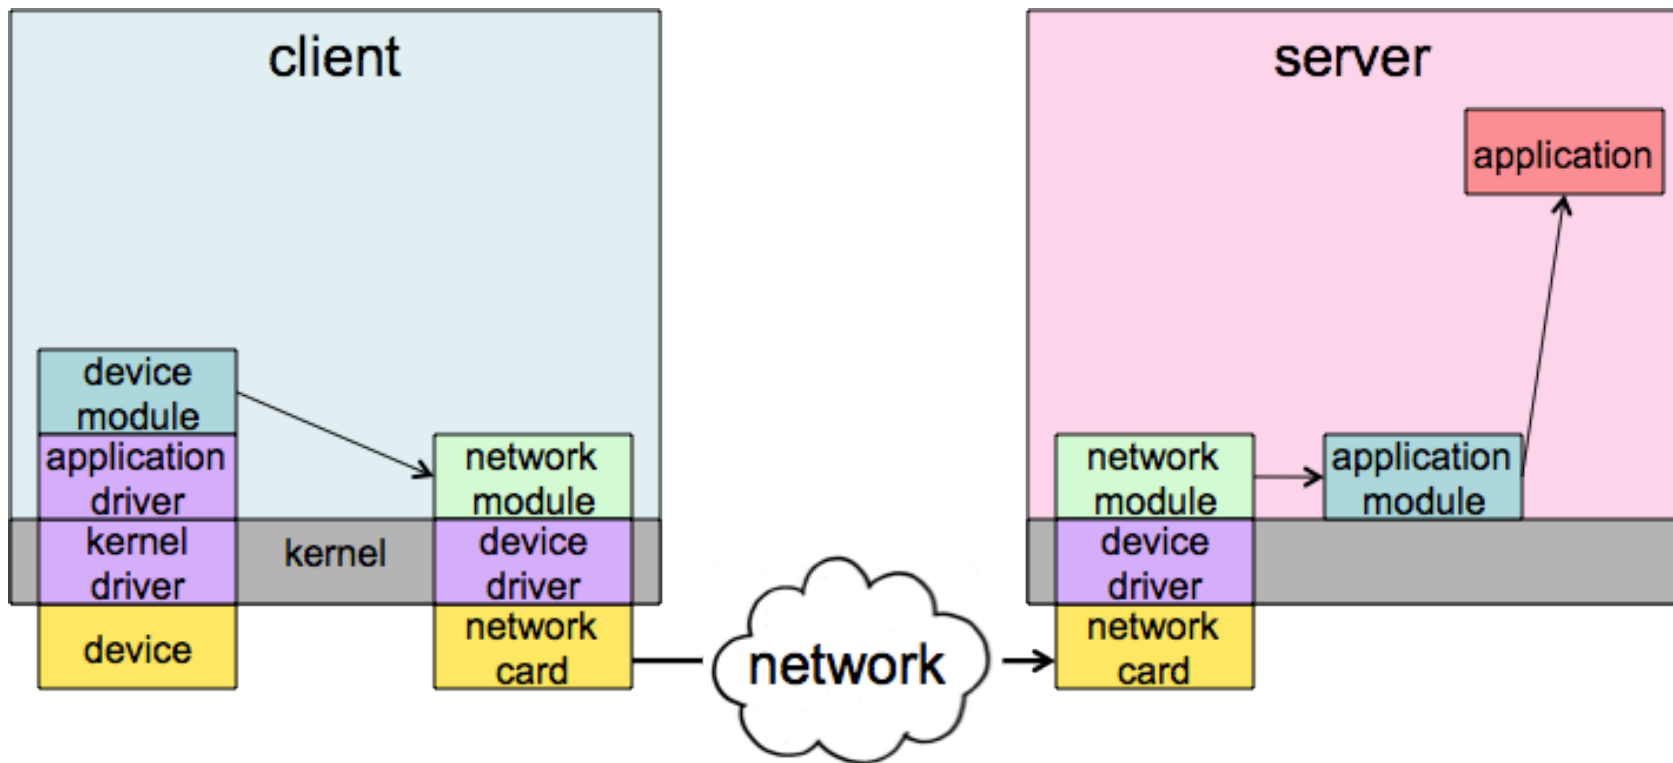 client
device
module
application
driver
kernel
driver
device
kernel
network
module
device
driver
network
card
network
server
application
network
module
device
driver
network
card
application
module